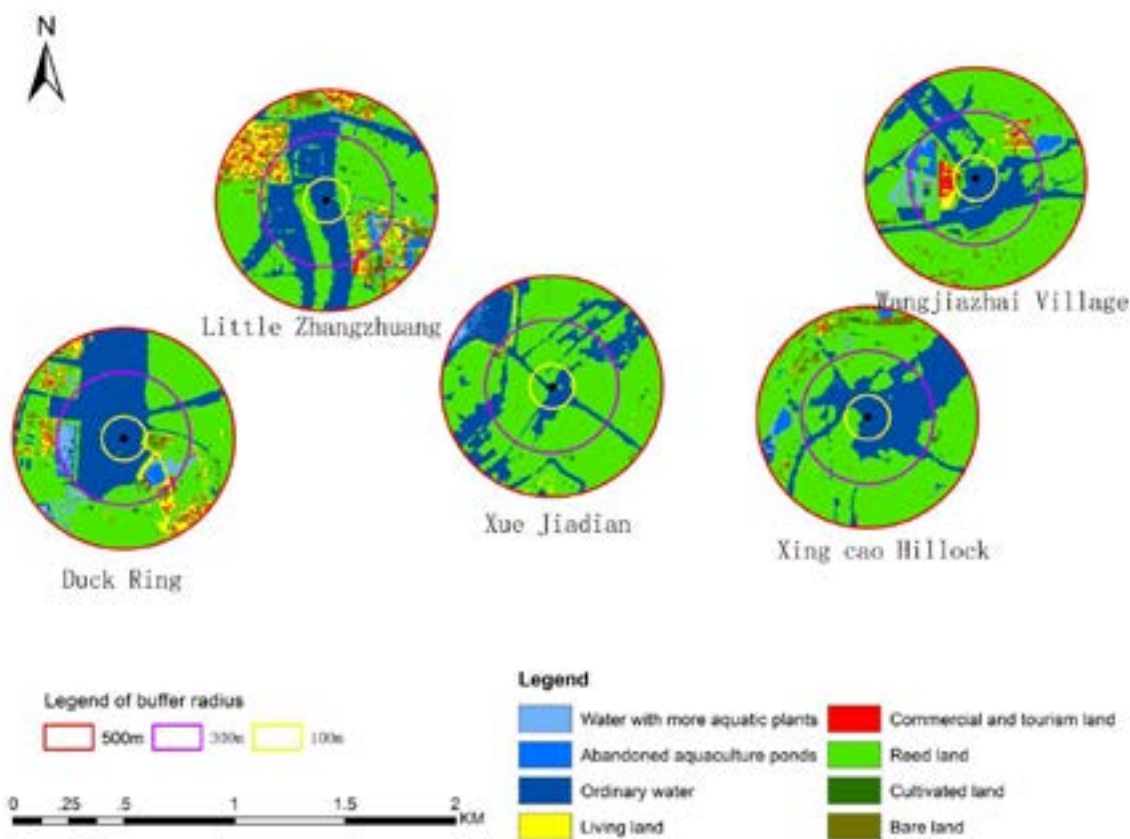 N
Little Zhangzhuang
Wangjiazhai Village
Duck Ring
Xue Jiadian
Xing cao Hillock
Legend of buffer radius
500m 300m 100m
0 .25 .5 1 1.5 2
KM
Legend
Water with more aquatic plants
Abandoned aquaculture ponds
Ordinary water
Living land
Commercial and tourism land
Reed land
Cultivated land
Bare land